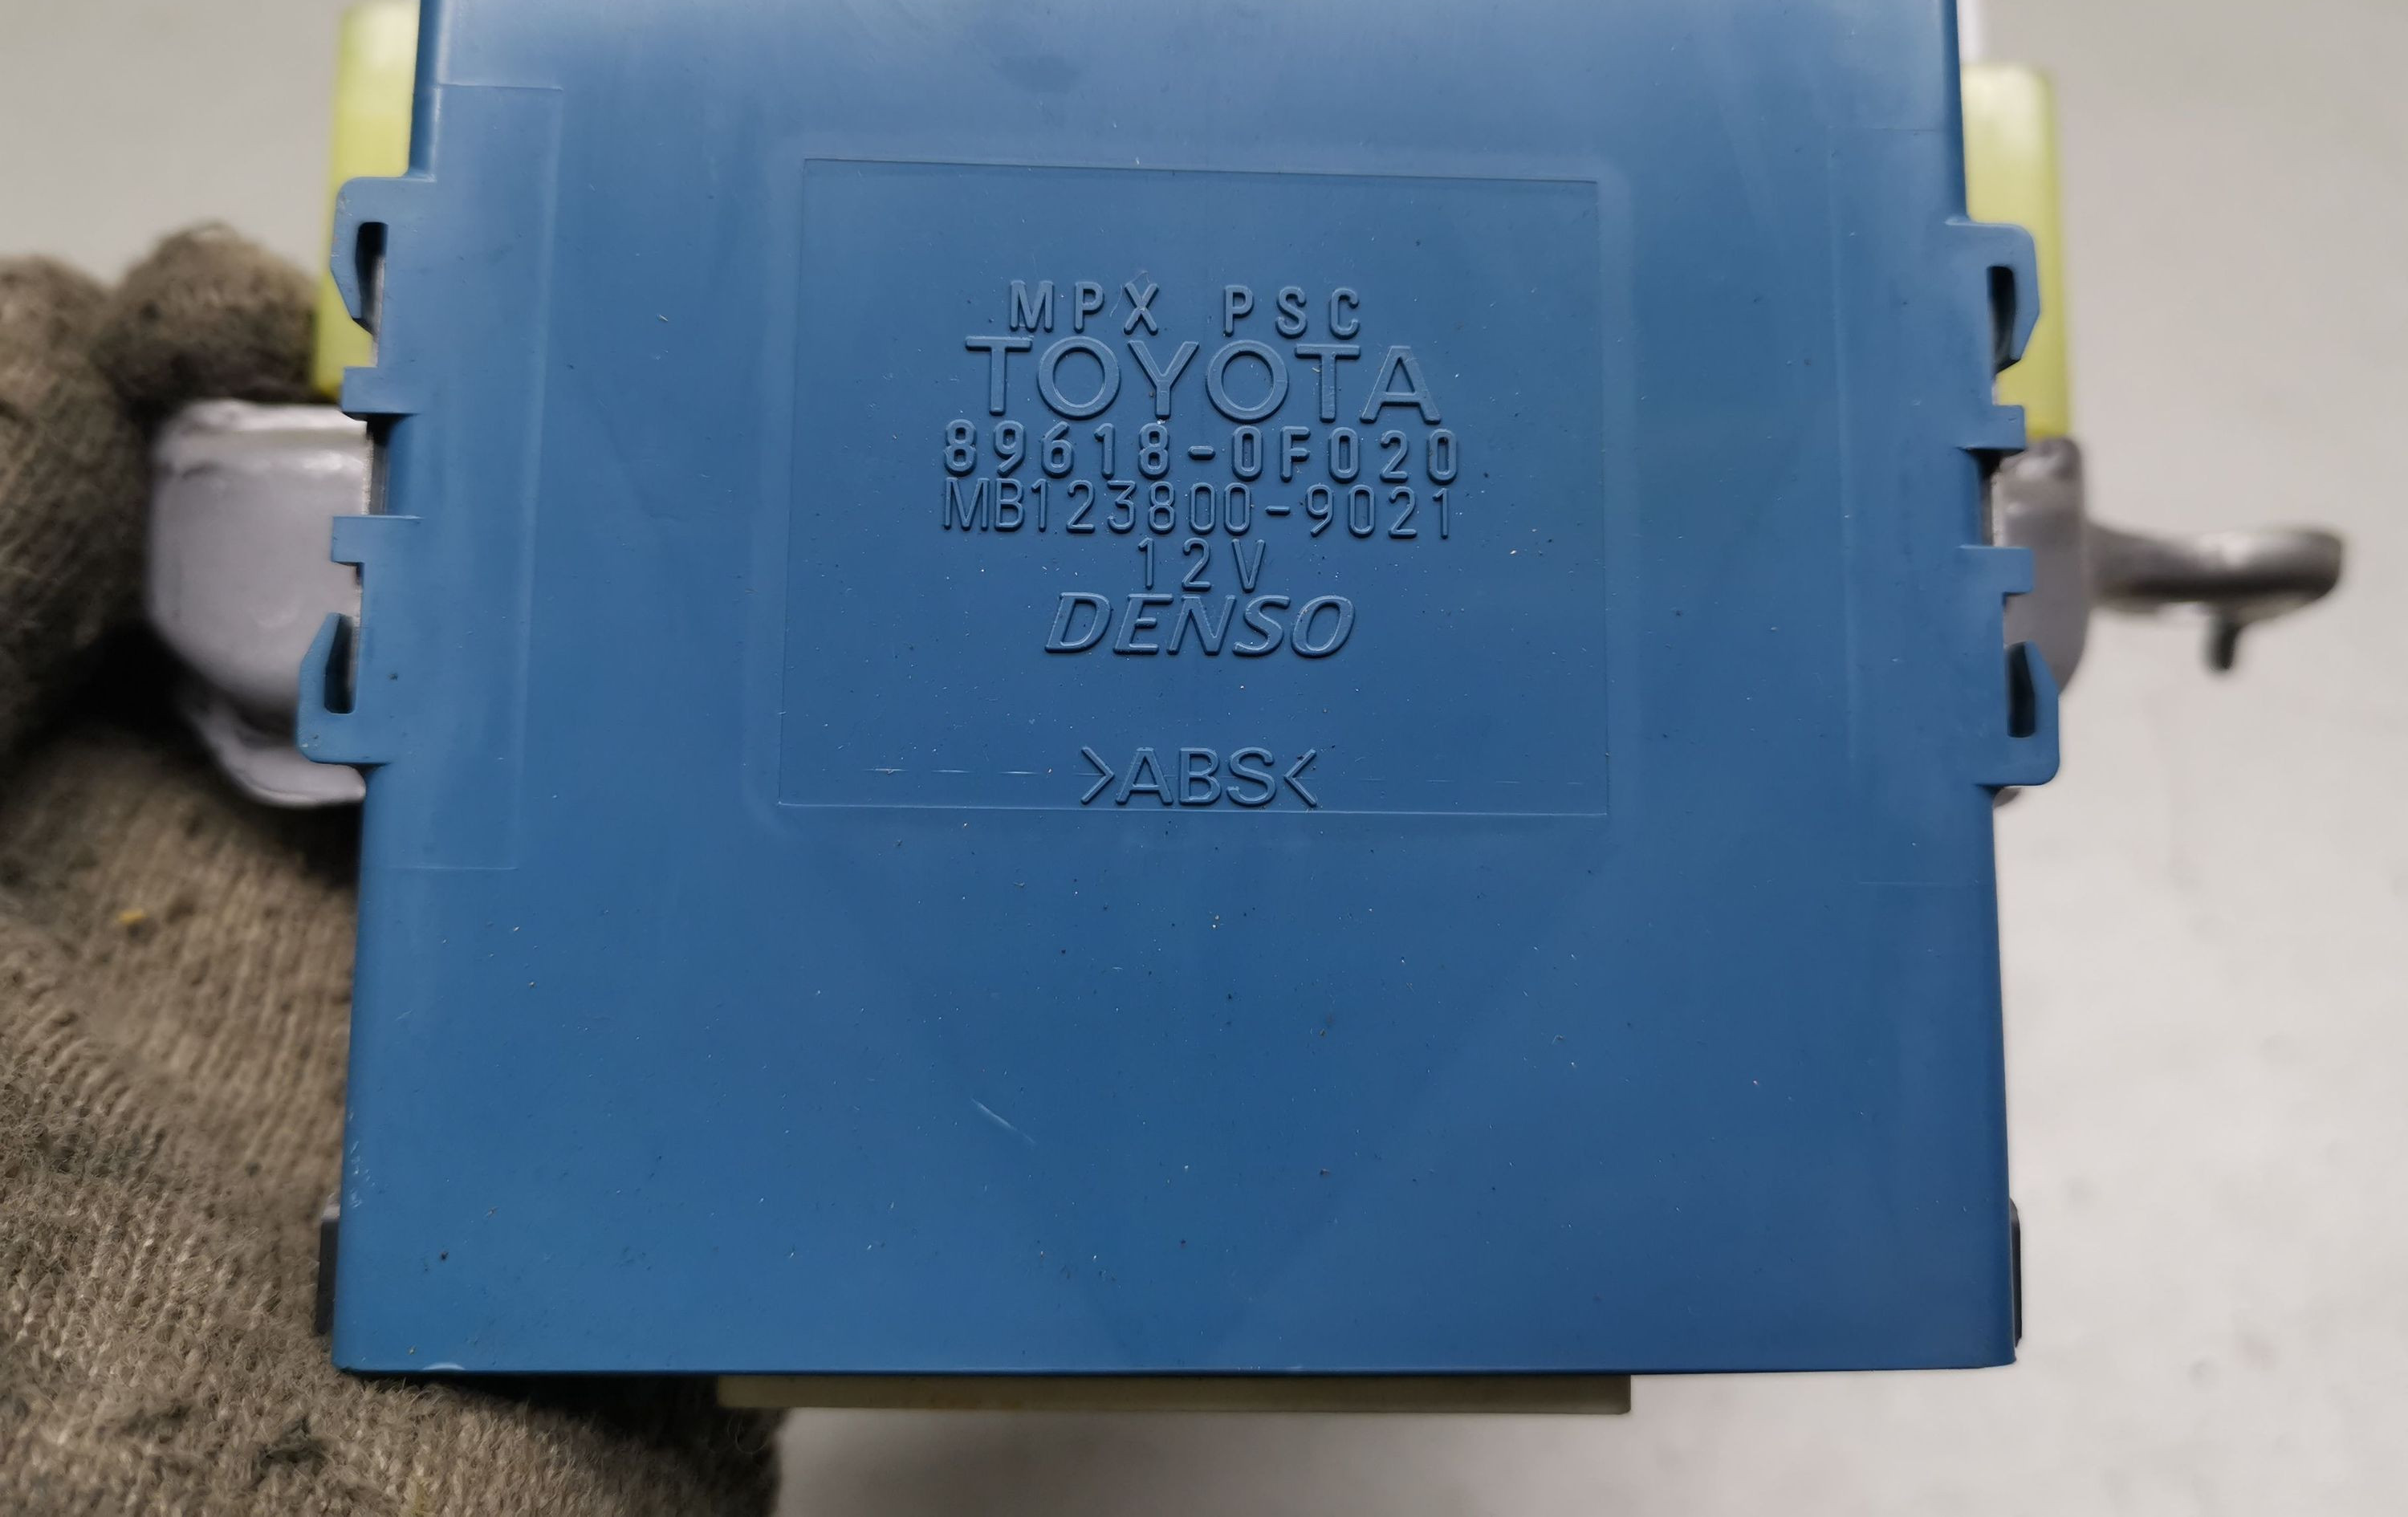 MPX PSC
TOYOTA
89618-0F020
MB123800-9021
12V
DENSO
>ABS<